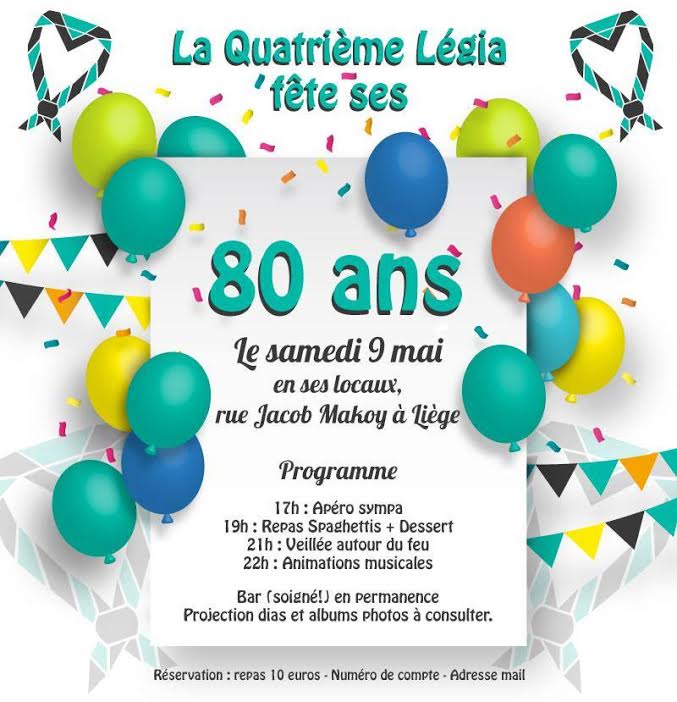 La Quatrième Légia
fête ses
80 ans
Le samedi 9 mai
en ses locaux,
rue Jacob Makoy à Liège
Programme
17h : Apéro sympa
19h : Repas Spaghettis + Dessert
21h : Veillée autour du feu
22h : Animations musicales
Bar (soigné!) en permanence
Projection dias et albums photos à consulter.
Réservation : repas 10 euros - Numéro de compte - Adresse mail